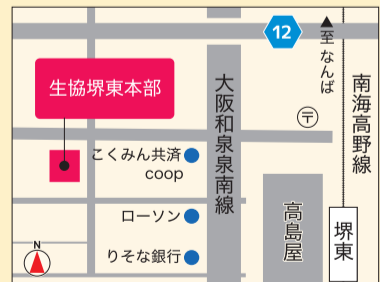 12
▲至 なんば
南海高野線
生協堺東本部
大阪和泉泉南線
〒
こくみん共済
coop
ローソン
高島屋
堺東
りそな銀行
N